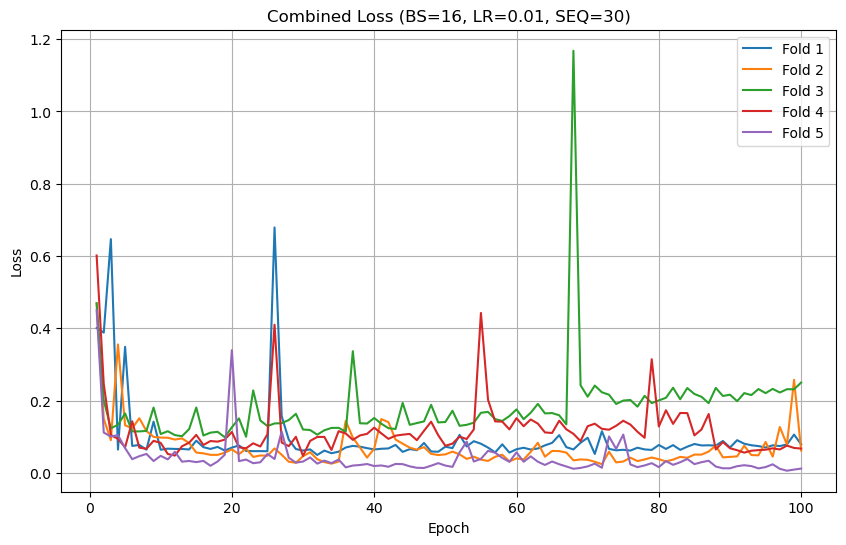 Combined Loss (BS=16, LR=0.01, SEQ=30)
Loss
1.2
1.0
0.8
0.6
0.4
0.2
0.0
Fold 1
Fold 2
Fold 3
Fold 4
Fold 5
0 20 40 60 80 100
Epoch